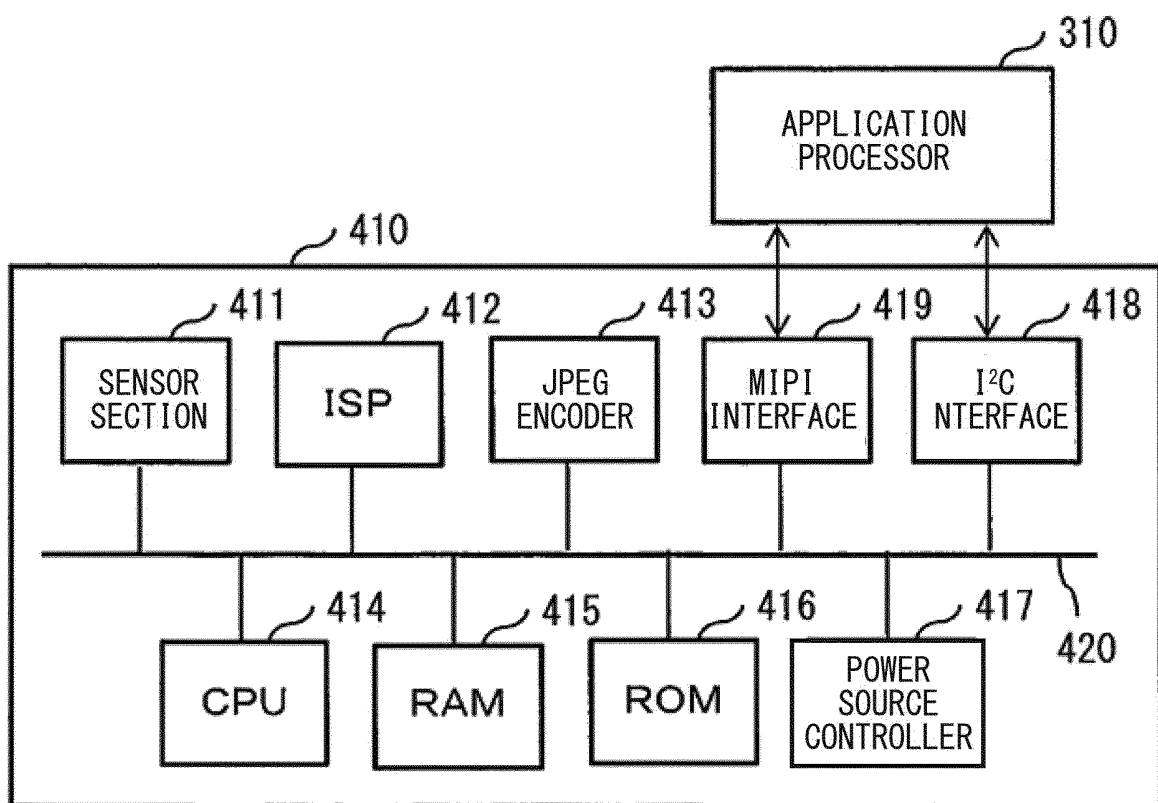 310
APPLICATION
PROCESSOR
410
411
412
413
419
418
SENSOR
SECTION
ISP
JPEG
ENCODER
MIPI
INTERFACE
I²C
NTERFACE
414
415
416
417
420
CPU
RAM
ROM
POWER
SOURCE
CONTROLLER